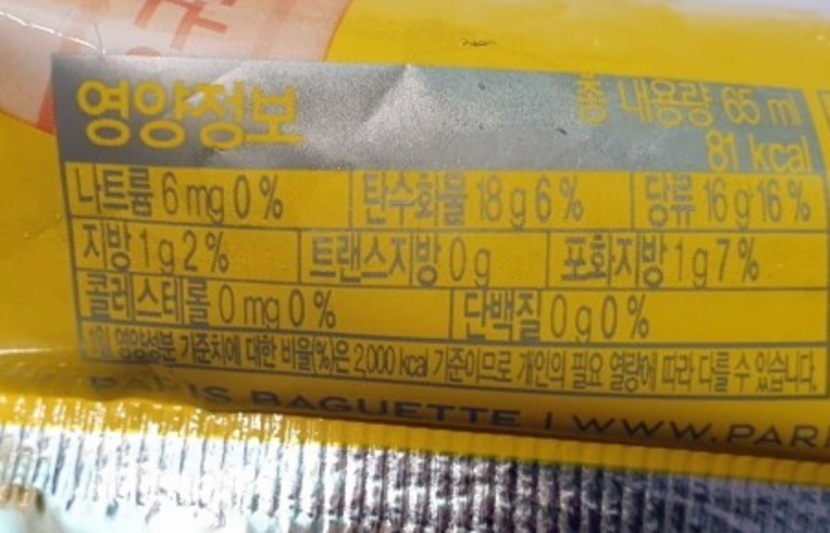 영양정보 총 내용량 65 ml
81 kcal
나트륨 6 mg 0 % 탄수화물 18 g 6 % 당류 16 g 16 %
지방 1 g 2 % 트랜스지방 0 g 포화지방 1 g 7 %
콜레스테롤 0 mg 0 % 단백질 0 g 0 %
1일 영양성분 기준치에 대한 비율(%)은 2,000 kcal 기준이므로 개인의 필요 열량에 따라 다를 수 있습니다.
PARIS BAGUETTE | WWW.PARI